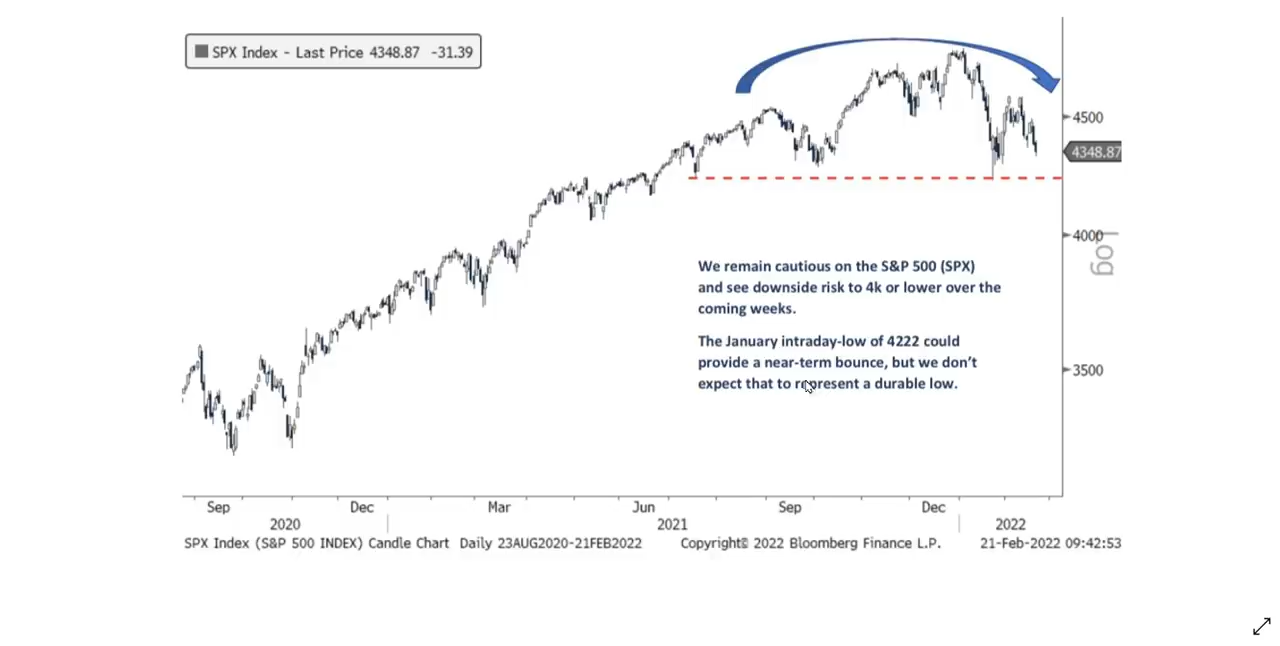 SPX Index - Last Price 4348.87 -31.39
4500
4348.87
4000
Log
3500
We remain cautious on the S&P 500 (SPX)
and see downside risk to 4k or lower over the
coming weeks.
The January intraday-low of 4222 could
provide a near-term bounce, but we don't
expect that to represent a durable low.
Sep Dec Mar Jun Sep Dec
2020 2021 2022
SPX Index (S&P 500 INDEX) Candle Chart Daily 23AUG2020-21FEB2022 Copyright© 2022 Bloomberg Finance L.P. 21-Feb-2022 09:42:53